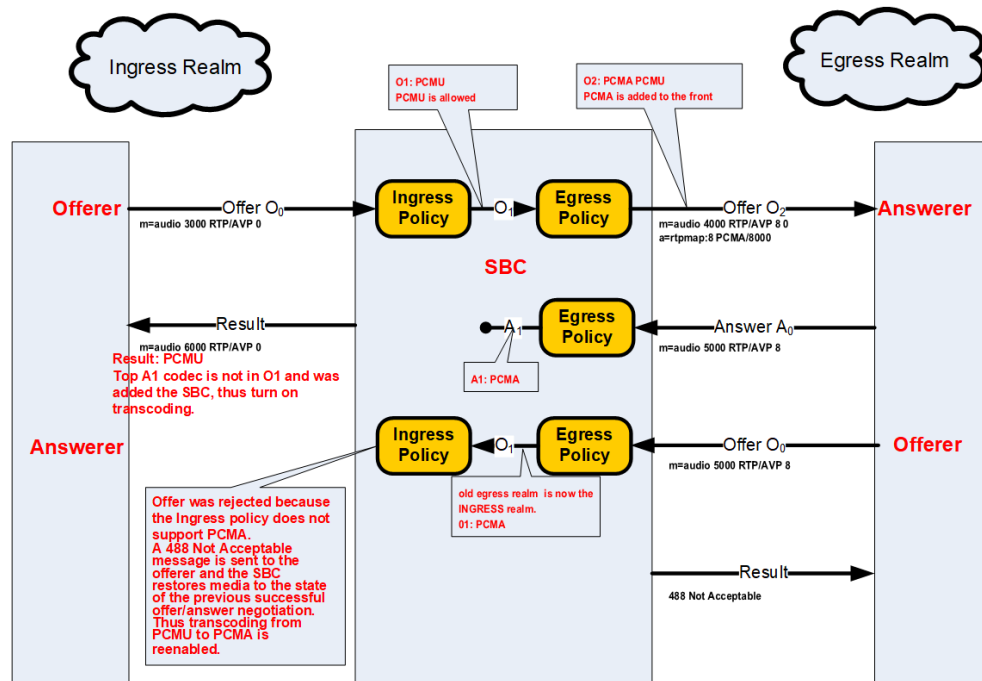 Ingress Realm
Egress Realm
O1: PCMU
PCMU is allowed
O2: PCMA PCMU
PCMA is added to the front
Offerer
Offer O0
m=audio 3000 RTP/AVP 0
Ingress
Policy
O1
Egress
Policy
Offer O2
m=audio 4000 RTP/AVP 8 0
a=rtpmap:8 PCMA/8000
Answerer
SBC
Result
m=audio 6000 RTP/AVP 0
Result: PCMU
Top A1 codec is not in O1 and was
added the SBC, thus turn on
transcoding.
A1
Egress
Policy
Answer A0
m=audio 5000 RTP/AVP 8
A1: PCMA
Answerer
Ingress
Policy
O1
Egress
Policy
Offer O0
m=audio 5000 RTP/AVP 8
Offerer
old egress realm is now the
INGRESS realm.
01: PCMA
Offer was rejected because
the Ingress policy does not
support PCMA.
A 488 Not Acceptable
message is sent to the
offerer and the SBC
restores media to the state
of the previous successful
offer/answer negotiation.
Thus transcoding from
PCMU to PCMA is
reenabled.
Result
488 Not Acceptable